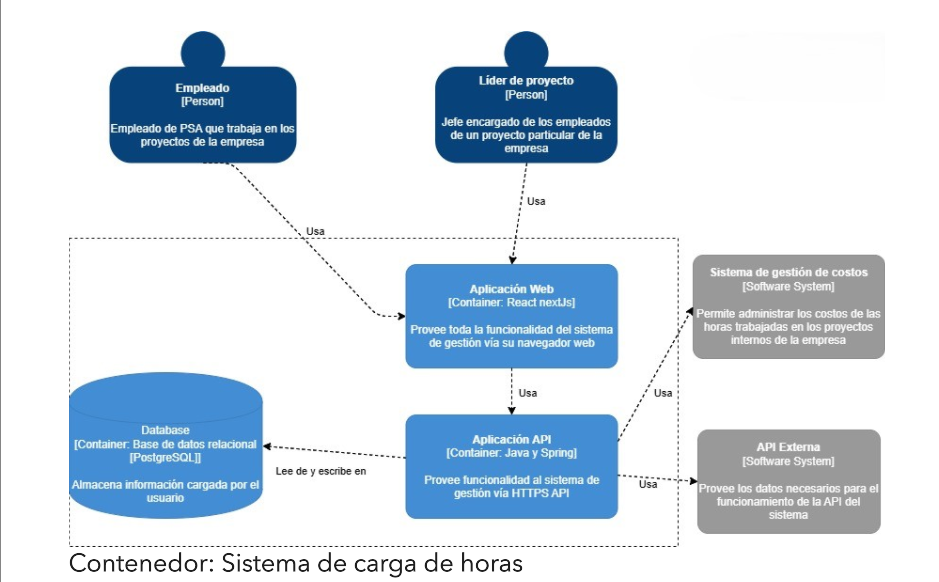 Empleado
[Person]
Empleado de PSA que trabaja en los
proyectos de la empresa
Líder de proyecto
[Person]
Jefe encargado de los empleados
de un proyecto particular de la
empresa
Usa
Usa
Aplicación Web
[Container: React nextJs]
Provee toda la funcionalidad del sistema
de gestión vía su navegador web
Sistema de gestión de costos
[Software System]
Permite administrar los costos de las
horas trabajadas en los proyectos
internos de la empresa
Usa
Usa
Database
[Container: Base de datos relacional
[PostgreSQL]]
Almacena información cargada por el
usuario
Lee de y escribe en
Aplicación API
[Container: Java y Spring]
Provee funcionalidad al sistema de
gestión vía HTTPS API
Usa
API Externa
[Software System]
Provee los datos necesarios para el
funcionamiento de la API del
sistema
Contenedor: Sistema de carga de horas